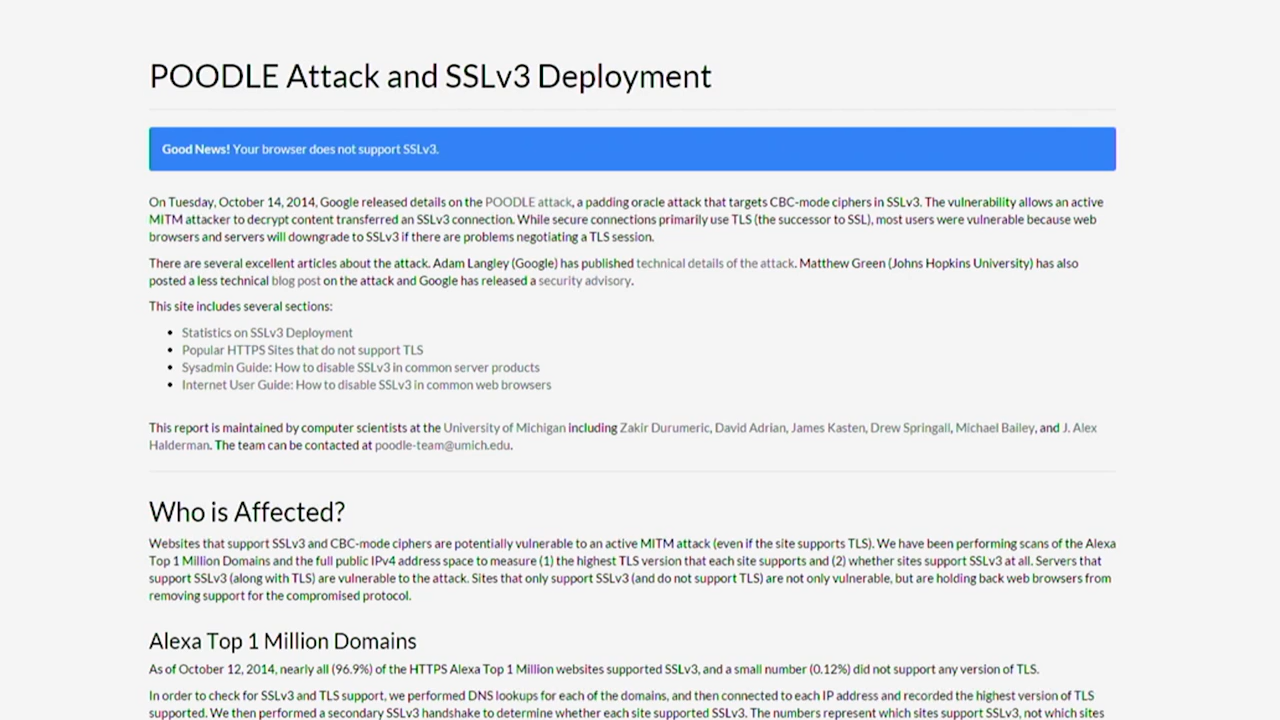 POODLE Attack and SSLv3 Deployment
Good News! Your browser does not support SSLv3.
On Tuesday, October 14, 2014, Google released details on the POODLE attack, a padding oracle attack that targets CBC-mode ciphers in SSLv3. The vulnerability allows an active
MITM attacker to decrypt content transferred an SSLv3 connection. While secure connections primarily use TLS (the successor to SSL), most users were vulnerable because web
browsers and servers will downgrade to SSLv3 if there are problems negotiating a TLS session.
There are several excellent articles about the attack. Adam Langley (Google) has published technical details of the attack. Matthew Green (Johns Hopkins University) has also
posted a less technical blog post on the attack and Google has released a security advisory.
This site includes several sections:
• Statistics on SSLv3 Deployment
• Popular HTTPS Sites that do not support TLS
• Sysadmin Guide: How to disable SSLv3 in common server products
• Internet User Guide: How to disable SSLv3 in common web browsers
This report is maintained by computer scientists at the University of Michigan including Zakir Durumeric, David Adrian, James Kasten, Drew Springall, Michael Bailey, and J. Alex
Halderman. The team can be contacted at poodle-team@umich.edu.
Who is Affected?
Websites that support SSLv3 and CBC-mode ciphers are potentially vulnerable to an active MITM attack (even if the site supports TLS). We have been performing scans of the Alexa
Top 1 Million Domains and the full public IPv4 address space to measure (1) the highest TLS version that each site supports and (2) whether sites support SSLv3 at all. Servers that
support SSLv3 (along with TLS) are vulnerable to the attack. Sites that only support SSLv3 (and do not support TLS) are not only vulnerable, but are holding back web browsers from
removing support for the compromised protocol.
Alexa Top 1 Million Domains
As of October 12, 2014, nearly all (96.9%) of the HTTPS Alexa Top 1 Million websites supported SSLv3, and a small number (0.12%) did not support any version of TLS.
In order to check for SSLv3 and TLS support, we performed DNS lookups for each of the domains, and then connected to each IP address and recorded the highest version of TLS
supported. We then performed a secondary SSLv3 handshake to determine whether each site supported SSLv3. The numbers represent which sites support SSLv3, not which sites